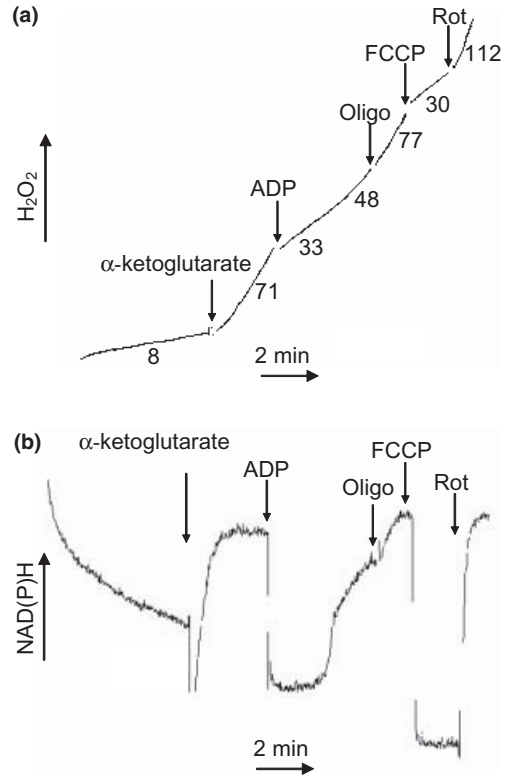 (a)
Rot
112
FCCP
30
Oligo
77
H₂O₂
ADP
48
33
α-ketoglutarate
71
8
2 min
(b)
α-ketoglutarate
FCCP
ADP
Oligo
Rot
NAD(P)H
2 min